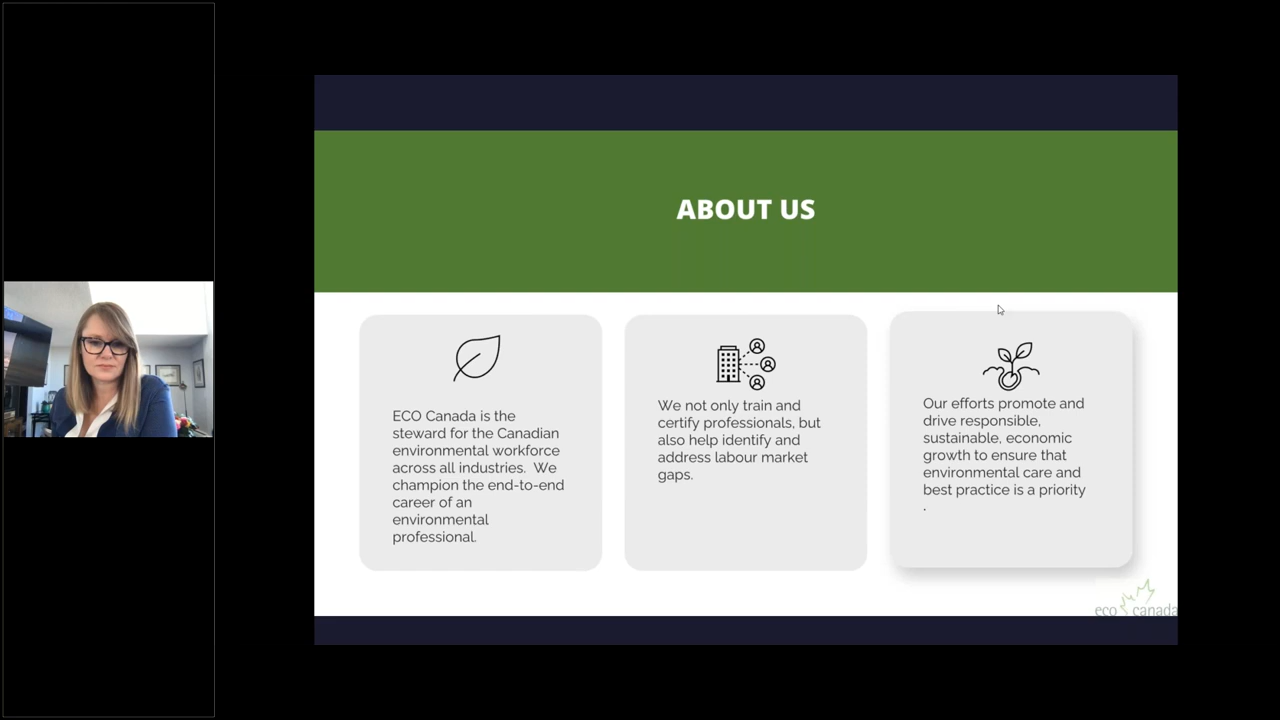 ABOUT US
ECO Canada is the
steward for the Canadian
environmental workforce
across all industries.  We
champion the end-to-end
career of an
environmental
professional.
We not only train and
certify professionals, but
also help identify and
address labour market
gaps.
Our efforts promote and
drive responsible,
sustainable, economic
growth to ensure that
environmental care and
best practice is a priority
.
eco canada